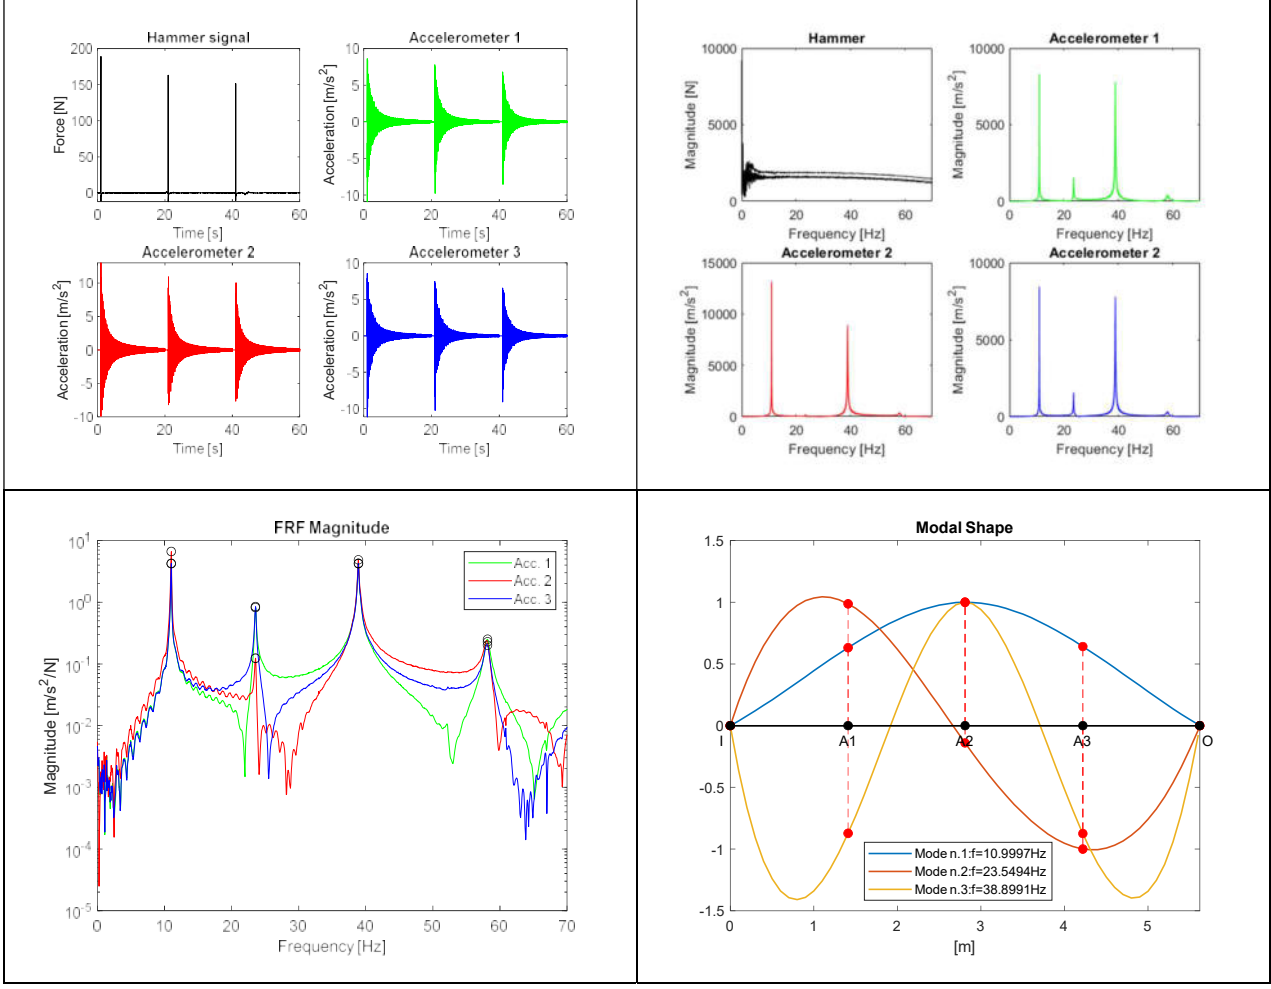 Hammer signal
200
150
100
50
0
Force [N]
0 20 40 60
Time [s]
Accelerometer 1
10
5
0
-5
-10
Acceleration [m/s²]
0 20 40 60
Time [s]
Accelerometer 2
10
5
0
-5
-10
Acceleration [m/s²]
0 20 40 60
Time [s]
Accelerometer 3
10
5
0
-5
-10
Acceleration [m/s²]
0 20 40 60
Time [s]
Hammer
10000
5000
0
Magnitude [N]
0 20 40 60
Frequency [Hz]
Accelerometer 1
10000
5000
0
Magnitude [m/s²]
0 20 40 60
Frequency [Hz]
Accelerometer 2
15000
10000
5000
0
Magnitude [m/s²]
0 20 40 60
Frequency [Hz]
Accelerometer 2
10000
5000
0
Magnitude [m/s²]
0 20 40 60
Frequency [Hz]
FRF Magnitude
10¹
10⁰
10⁻¹
10⁻²
10⁻³
10⁻⁴
10⁻⁵
Magnitude [m/s²/N]
Acc. 1
Acc. 2
Acc. 3
0 10 20 30 40 50 60 70
Frequency [Hz]
Modal Shape
1.5
1
0.5
0
-0.5
-1
-1.5
I A1 A2 A3 O
Mode n.1:f=10.9997Hz
Mode n.2:f=23.5494Hz
Mode n.3:f=38.8991Hz
0 1 2 3 4 5
[m]